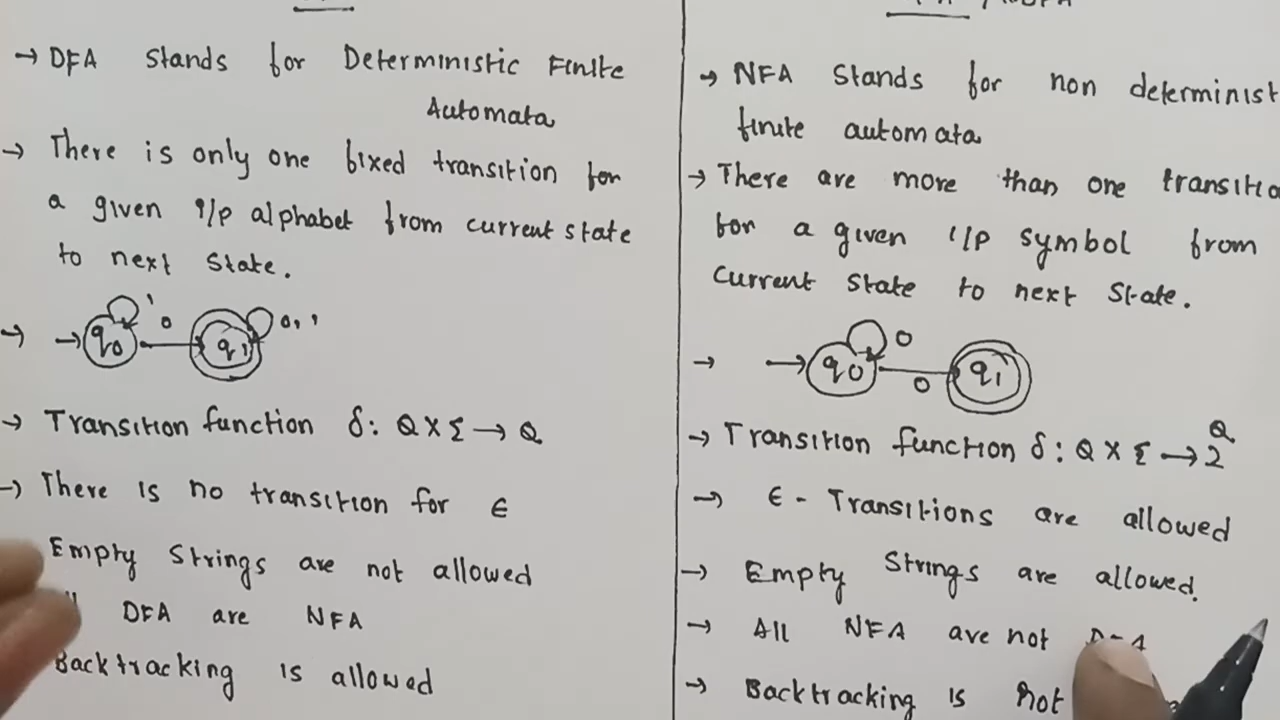 → DFA stands for Deterministic Finite
Automata
→ There is only one fixed transition for
a given i/p alphabet from current state
to next state.
→ → q0 1 0 q1 0,1
→ Transition function δ: Q X Σ → Q
→ There is no transition for ϵ
Empty Strings are not allowed
DFA are NFA
Backtracking is allowed
→ NFA stands for non determinist
finite automata
→ There are more than one transitio
for a given i/p symbol from
current state to next state.
→ → q0 0 0 q1
→ Transition function δ: Q X Σ → 2^Q
→ ϵ - Transitions are allowed
→ Empty Strings are allowed.
→ All NFA are not
→ Backtracking is not